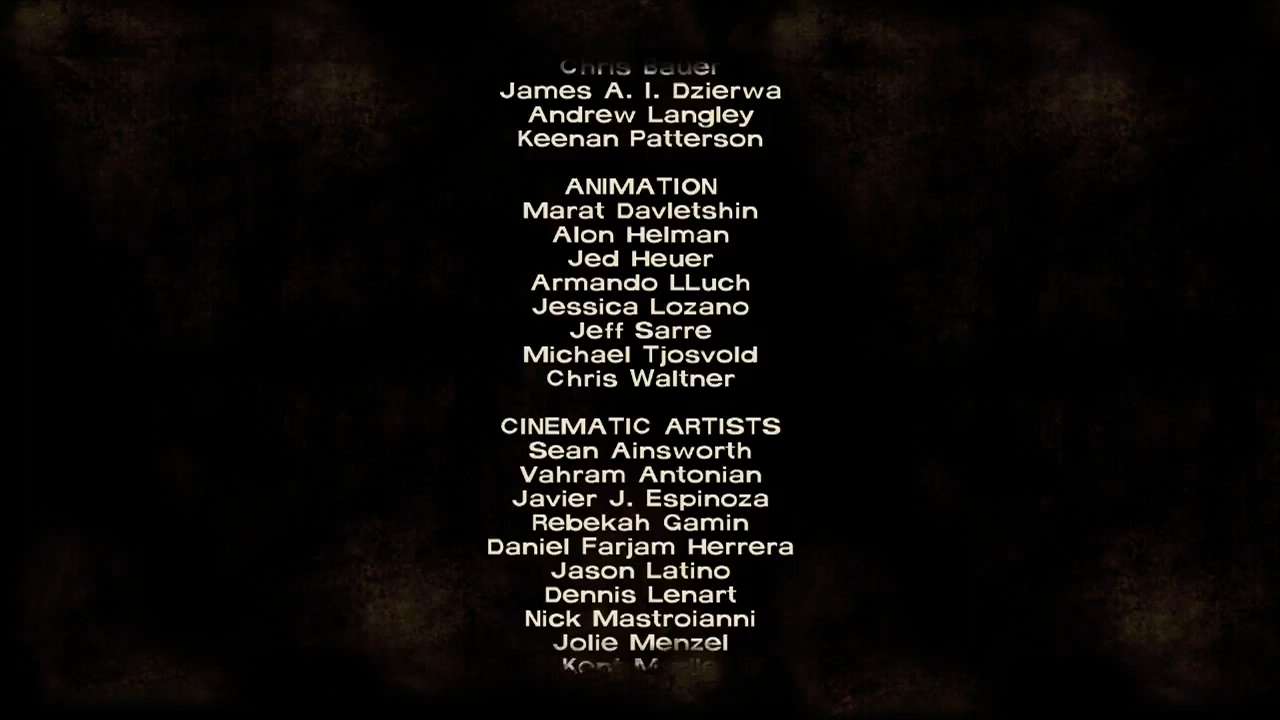 Chris Bauer
James A. I. Dzierwa
Andrew Langley
Keenan Patterson
ANIMATION
Marat Davletshin
Alon Helman
Jed Heuer
Armando LLuch
Jessica Lozano
Jeff Sarre
Michael Tjosvold
Chris Waltner
CINEMATIC ARTISTS
Sean Ainsworth
Vahram Antonian
Javier J. Espinoza
Rebekah Gamin
Daniel Farjam Herrera
Jason Latino
Dennis Lenart
Nick Mastroianni
Jolie Menzel